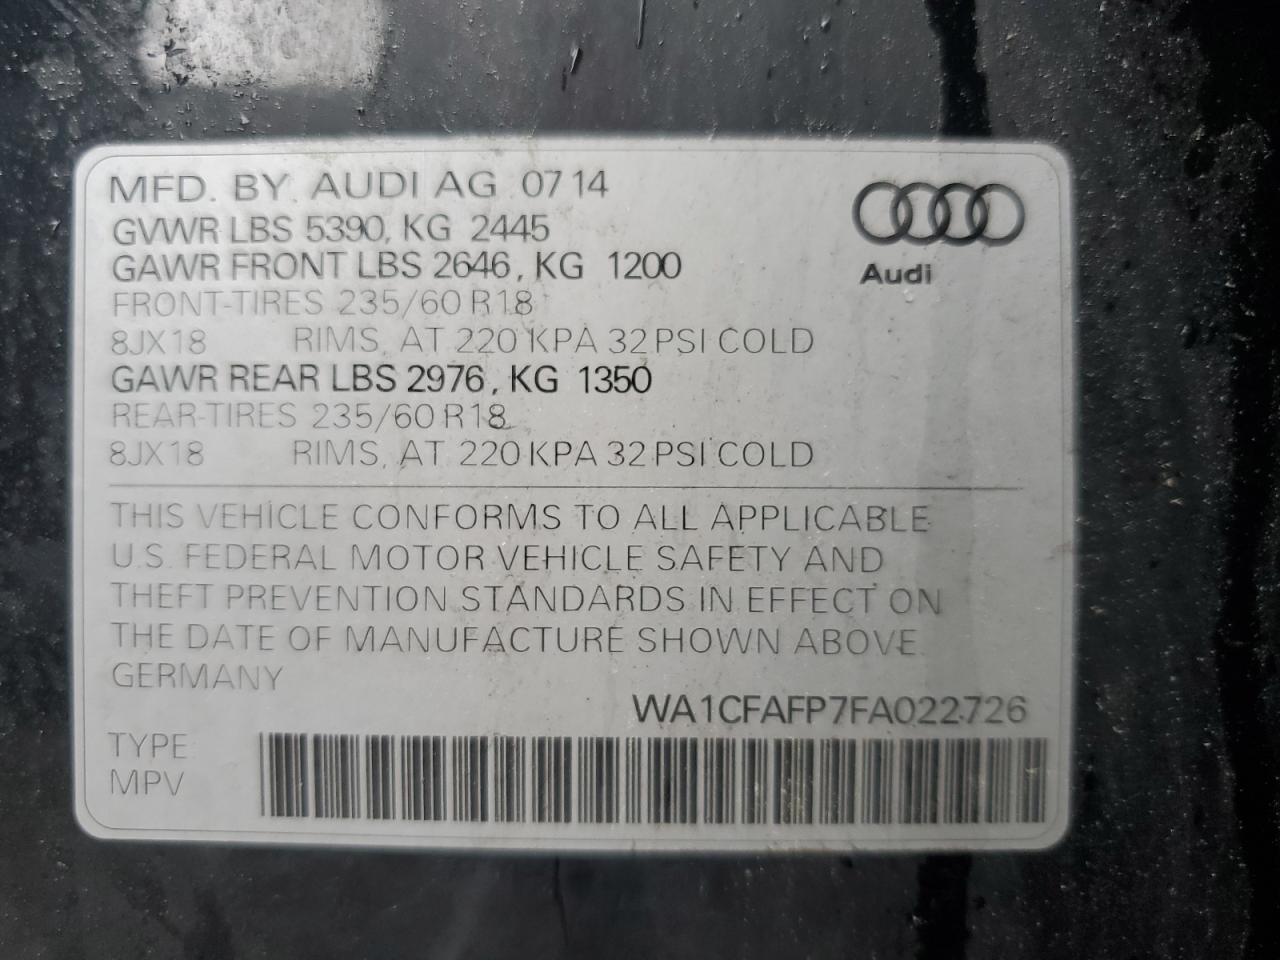 MFD. BY. AUDI AG 07 14
GVWR LBS 5390, KG 2445
GAWR FRONT LBS 2646, KG 1200
FRONT-TIRES 235/60 R18
8JX18 RIMS, AT 220 KPA 32 PSI COLD
GAWR REAR LBS 2976, KG 1350
REAR-TIRES 235/60 R18
8JX18 RIMS, AT 220 KPA 32 PSI COLD
Audi
THIS VEHICLE CONFORMS TO ALL APPLICABLE
U.S. FEDERAL MOTOR VEHICLE SAFETY AND
THEFT PREVENTION STANDARDS IN EFFECT ON
THE DATE OF MANUFACTURE SHOWN ABOVE.
GERMANY
WA1CFAFP7FA022726
TYPE
MPV